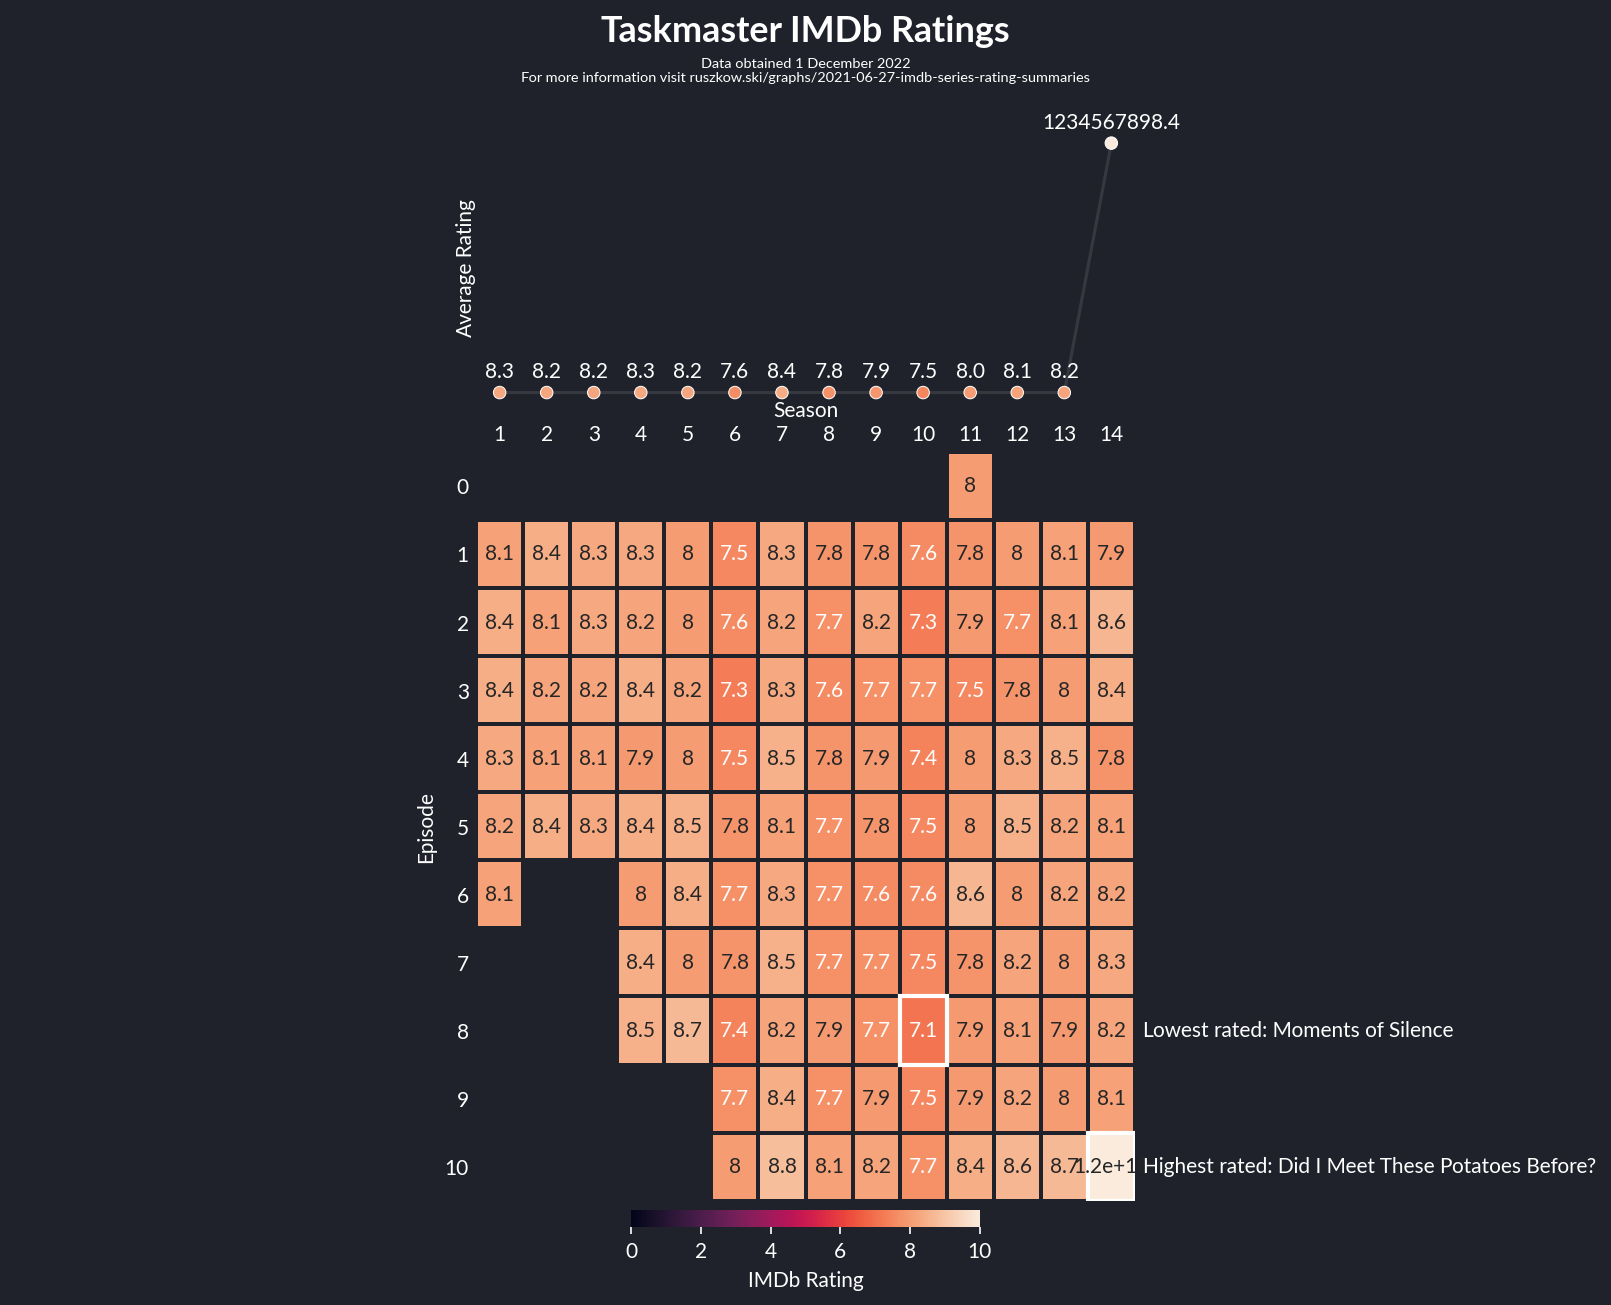 Taskmaster IMDb Ratings
Data obtained 1 December 2022
For more information visit ruszkow.ski/graphs/2021-06-27-imdb-series-rating-summaries
1234567898.4
Average Rating
8.3 8.2 8.2 8.3 8.2 7.6 8.4 7.8 7.9 7.5 8.0 8.1 8.2
Season
1 2 3 4 5 6 7 8 9 10 11 12 13 14
0 8
1 8.1 8.4 8.3 8.3 8 7.5 8.3 7.8 7.8 7.6 7.8 8 8.1 7.9
2 8.4 8.1 8.3 8.2 8 7.6 8.2 7.7 8.2 7.3 7.9 7.7 8.1 8.6
3 8.4 8.2 8.2 8.4 8.2 7.3 8.3 7.6 7.7 7.7 7.5 7.8 8 8.4
4 8.3 8.1 8.1 7.9 8 7.5 8.5 7.8 7.9 7.4 8 8.3 8.5 7.8
Episode
5 8.2 8.4 8.3 8.4 8.5 7.8 8.1 7.7 7.8 7.5 8 8.5 8.2 8.1
6 8.1 8 8.4 7.7 8.3 7.7 7.6 7.6 8.6 8 8.2 8.2
7 8.4 8 7.8 8.5 7.7 7.7 7.5 7.8 8.2 8 8.3
8 8.5 8.7 7.4 8.2 7.9 7.7 7.1 7.9 8.1 7.9 8.2 Lowest rated: Moments of Silence
9 7.7 8.4 7.7 7.9 7.5 7.9 8.2 8 8.1
10 8 8.8 8.1 8.2 7.7 8.4 8.6 8.7 1.2e+1 Highest rated: Did I Meet These Potatoes Before?
0 2 4 6 8 10
IMDb Rating